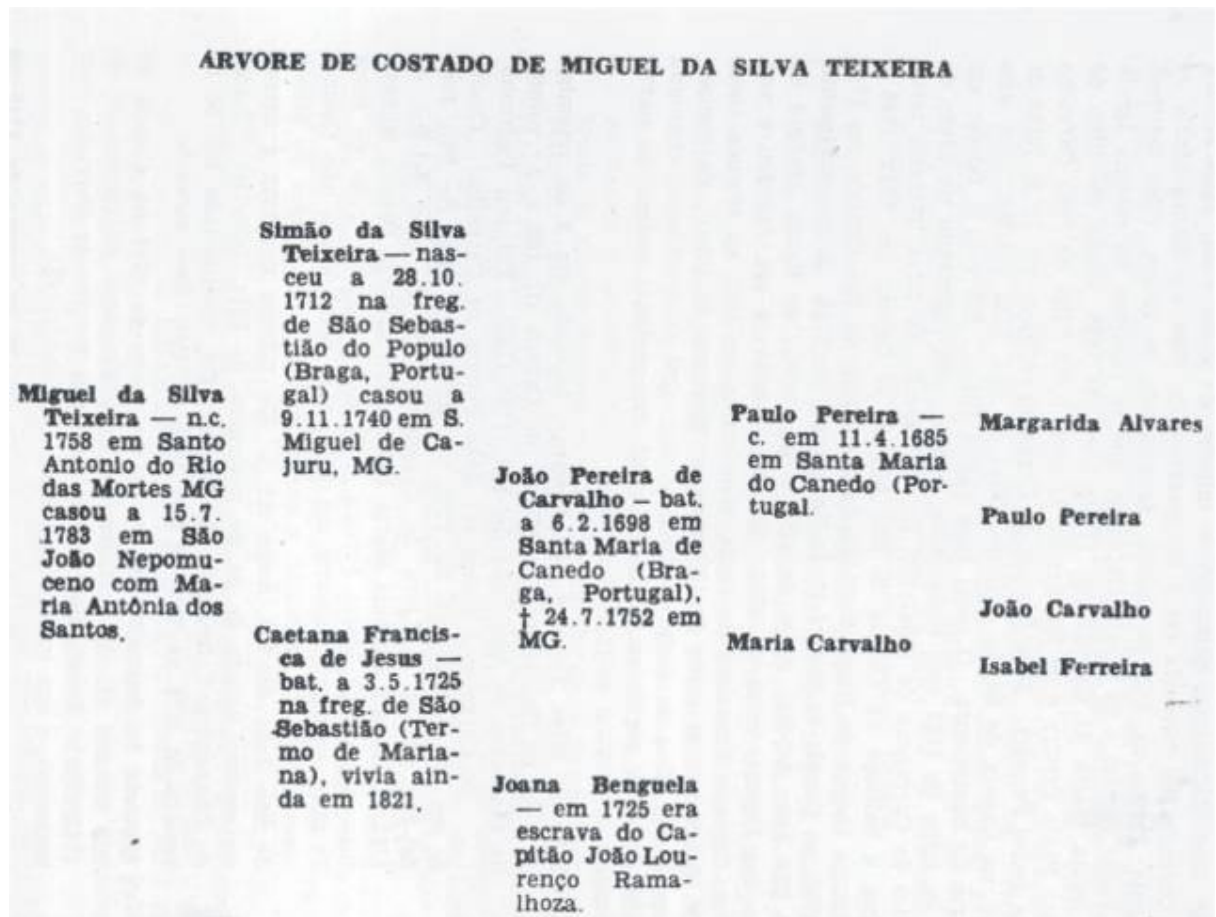 ÁRVORE DE COSTADO DE MIGUEL DA SILVA TEIXEIRA
Miguel da Silva
Teixeira — n.c.
1758 em Santo
Antonio do Rio
das Mortes MG
casou a 15.7.
1783 em São
João Nepomu-
ceno com Ma-
ria Antônia dos
Santos.
Simão da Silva
Teixeira — nas-
ceu a 28.10.
1712 na freg.
de São Sebas-
tião do Populo
(Braga, Portu-
gal) casou a
9.11.1740 em S.
Miguel de Ca-
juru, MG.
Caetana Francis-
ca de Jesus —
bat. a 3.5.1725
na freg. de São
Sebastião (Ter-
mo de Maria-
na), vivia ain-
da em 1821.
João Pereira de
Carvalho — bat.
a 6.2.1698 em
Santa Maria de
Canedo (Bra-
ga, Portugal),
† 24.7.1752 em
MG.
Joana Benguela
— em 1725 era
escrava do Ca-
pitão João Lou-
renço Rama-
lhoza.
Paulo Pereira —
c. em 11.4.1685
em Santa Maria
do Canedo (Por-
tugal.
Maria Carvalho
Margarida Alvares
Paulo Pereira
João Carvalho
Isabel Ferreira